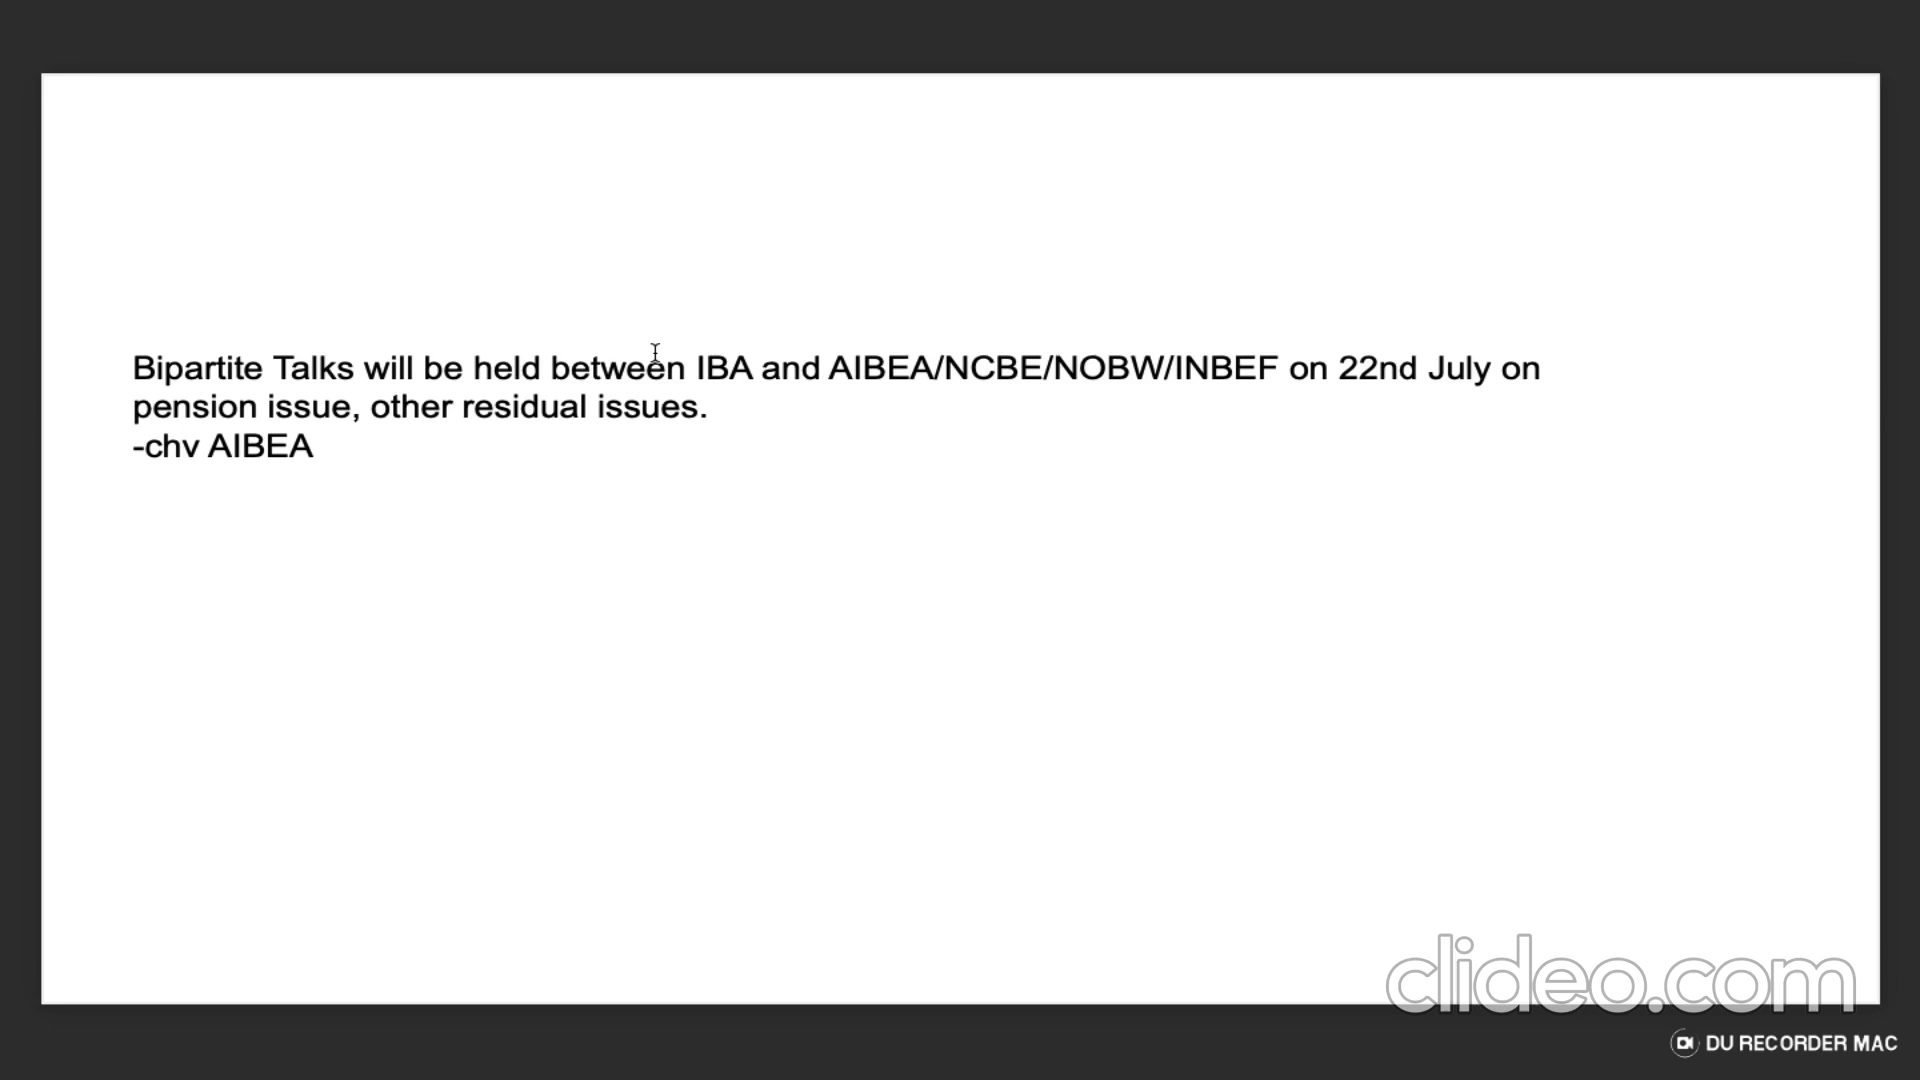 Bipartite Talks will be held between IBA and AIBEA/NCBE/NOBW/INBEF on 22nd July on
pension issue, other residual issues.
-chv AIBEA
clideo.com
DU RECORDER MAC